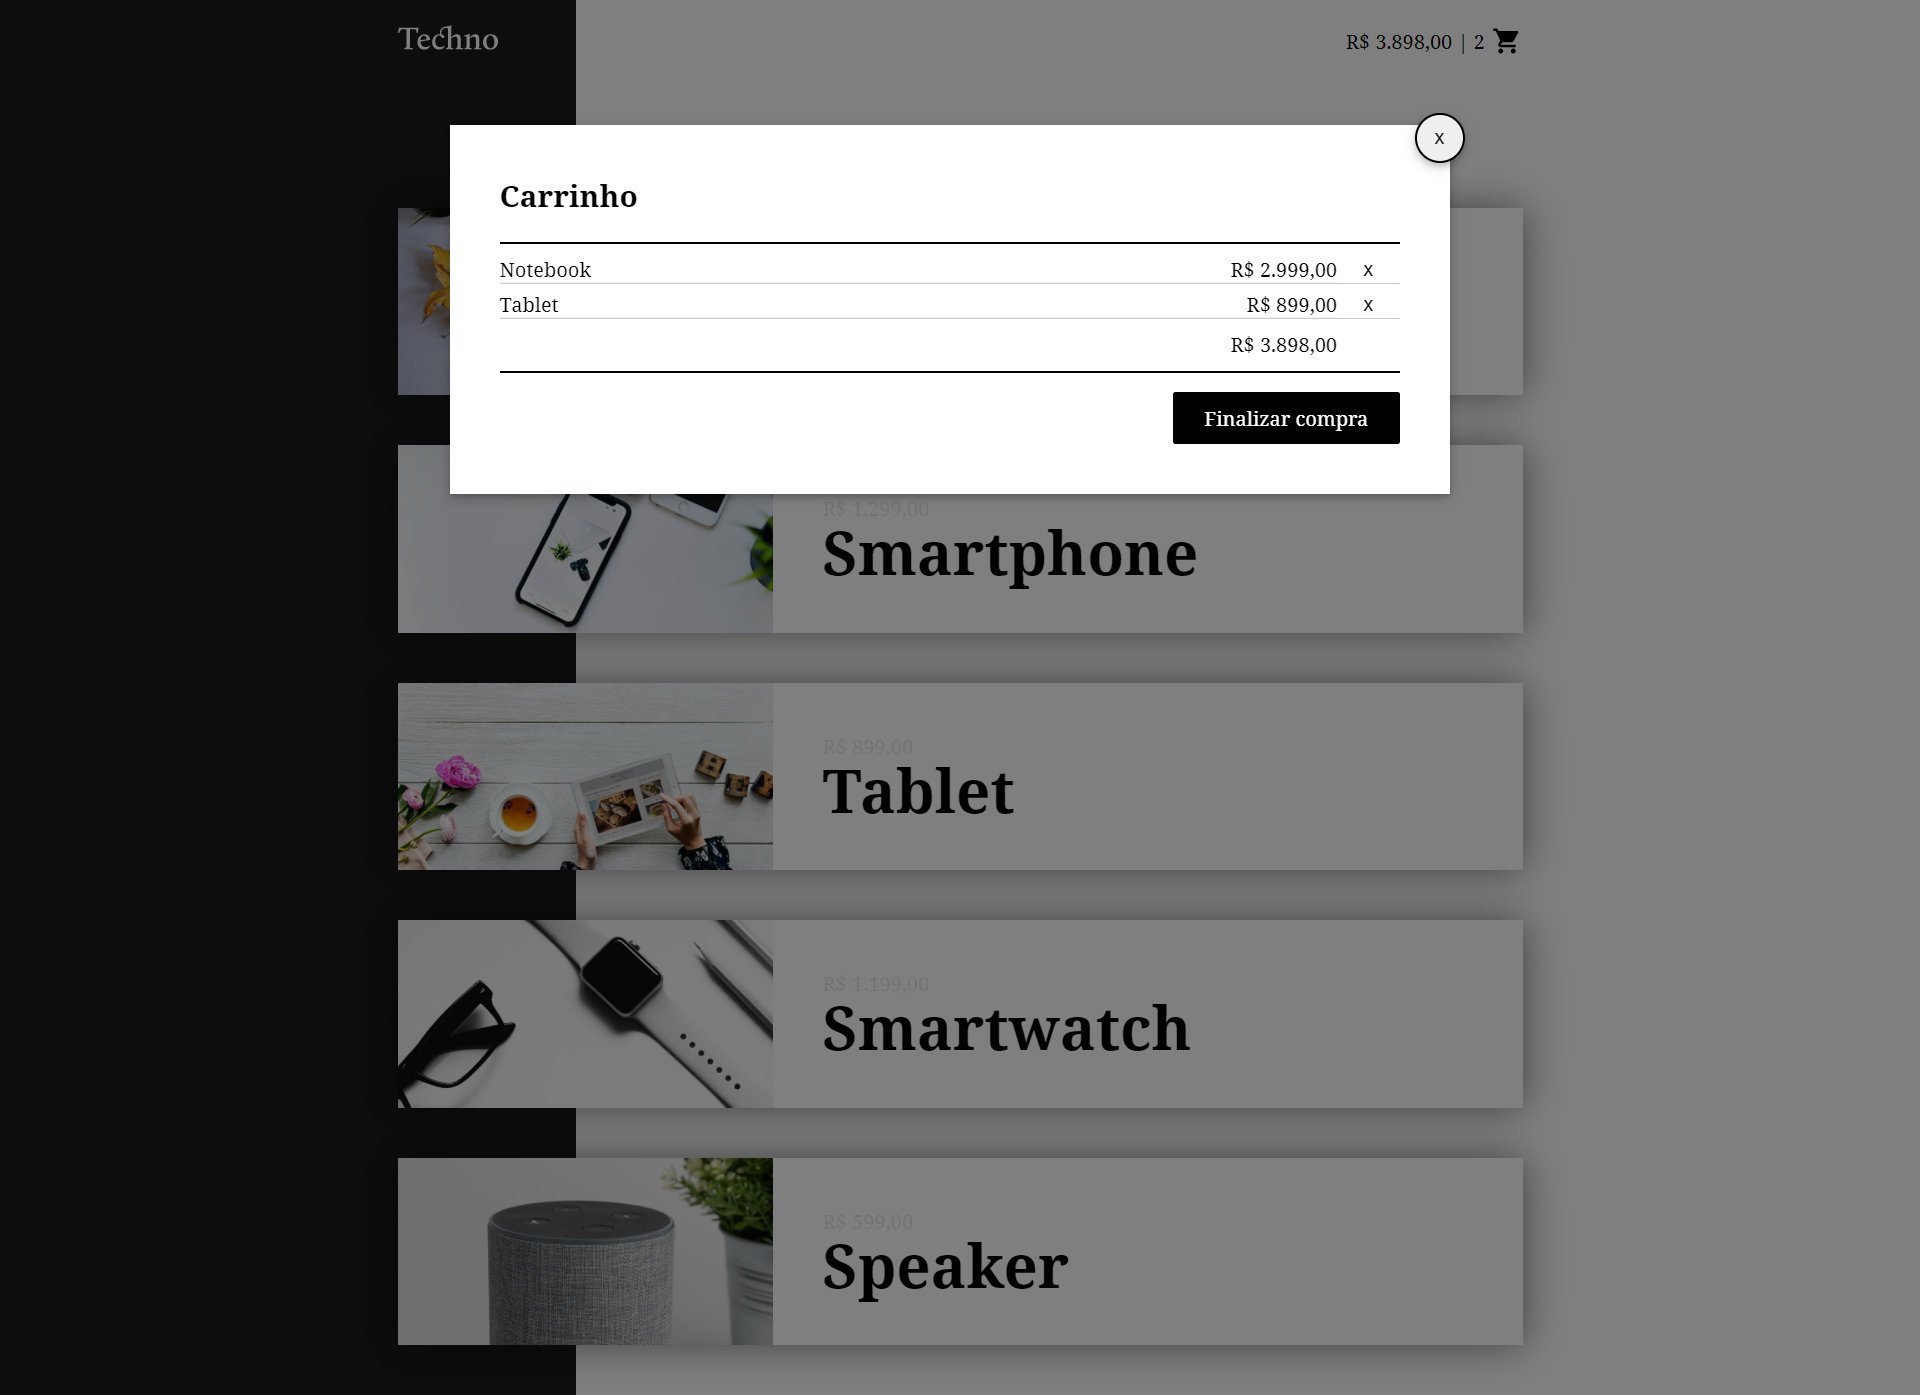 Techno
R$ 3.898,00 | 2
X
Carrinho
Notebook R$ 2.999,00 X
Tablet R$ 899,00 X
R$ 3.898,00
Finalizar compra
R$ 1.299,00
Smartphone
R$ 899,00
Tablet
R$ 1.199,00
Smartwatch
R$ 599,00
Speaker